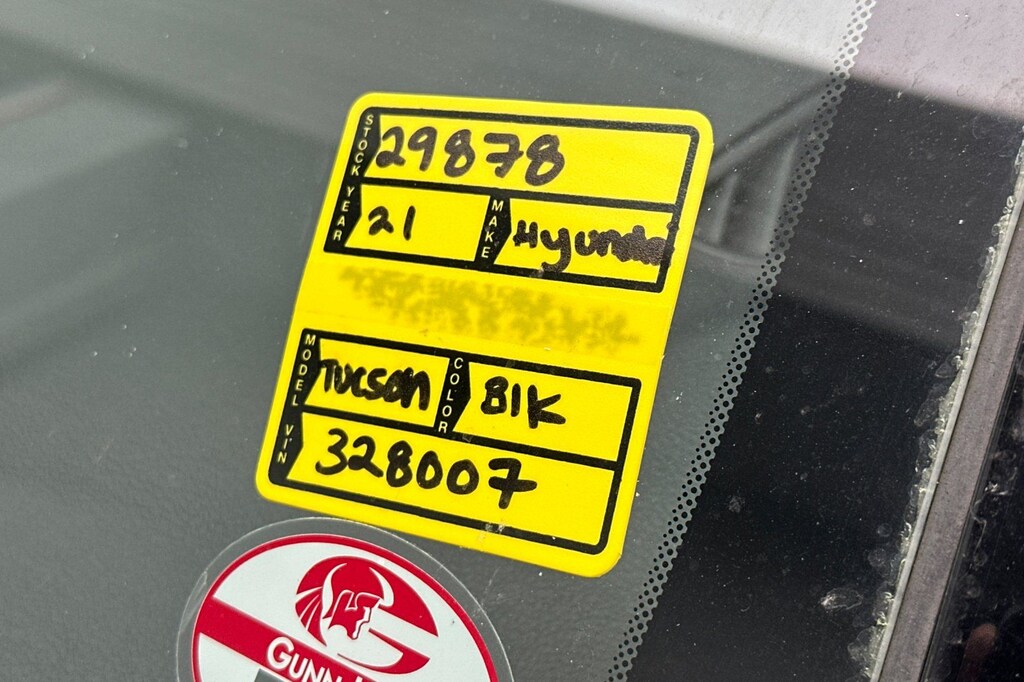 STOCK 29878
YEAR 21 MAKE Hyundai
MODEL Tucson COLOR Blk
VIN 328007
GUNN